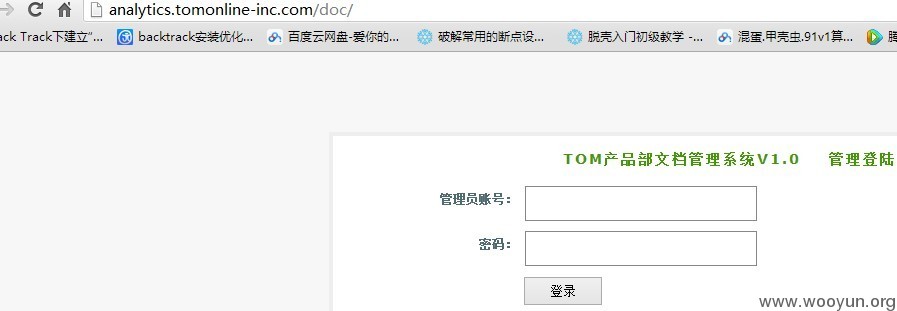 analytics.tomonline-inc.com/doc/
ack Track下建立“... backtrack安装优化... 百度云网盘-爱你的... 破解常用的断点设... 脱壳入门初级教学 -... 混蛋.甲壳虫.91v1算...
TOM产品部文档管理系统V1.0 管理登陆
管理员账号：
密码：
登录
www.wooyun.org